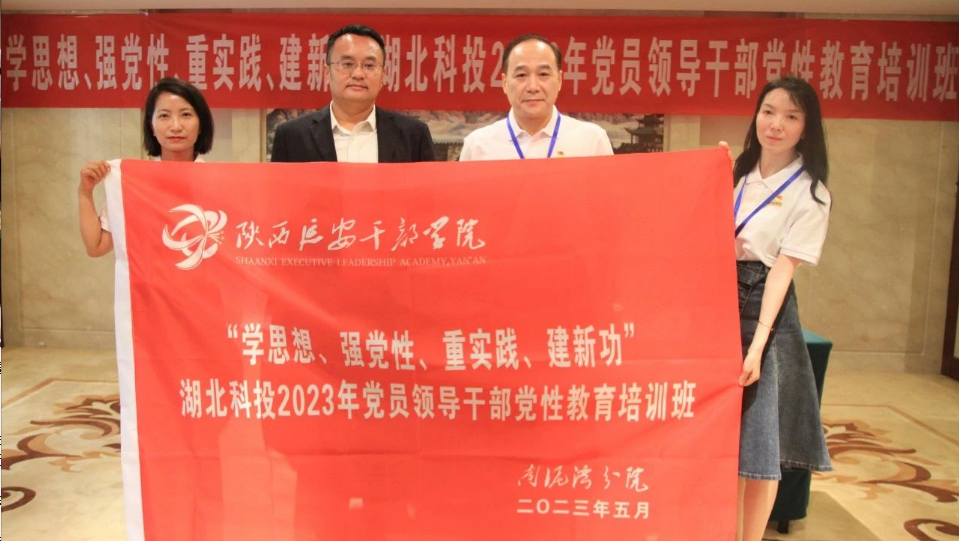 学思想、强党性、重实践、建新 湖北科投2023年党员领导干部党性教育培训班
陕西延安干部学院
SHAANXI EXECUTIVE LEADERSHIP ACADEMY,YAN'AN
“学思想、强党性、重实践、建新功”
湖北科投2023年党员领导干部党性教育培训班
南泥湾分院
二〇二三年五月